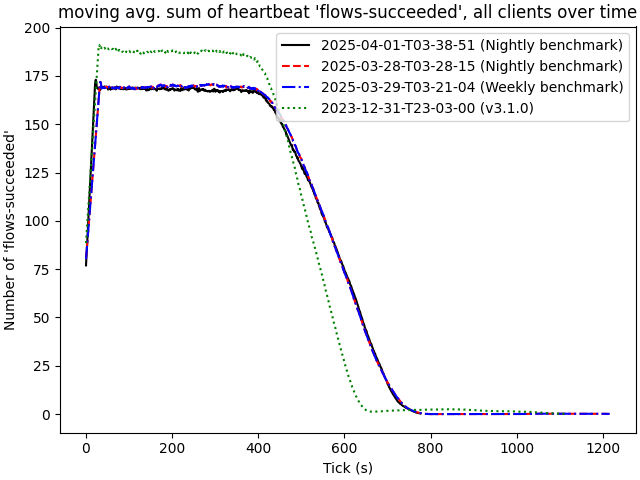 moving avg. sum of heartbeat 'flows-succeeded', all clients over time
2025-04-01-T03-38-51 (Nightly benchmark)
2025-03-28-T03-28-15 (Nightly benchmark)
2025-03-29-T03-21-04 (Weekly benchmark)
2023-12-31-T23-03-00 (v3.1.0)
Number of 'flows-succeeded'
200
175
150
125
100
75
50
25
0
0 200 400 600 800 1000 1200
Tick (s)